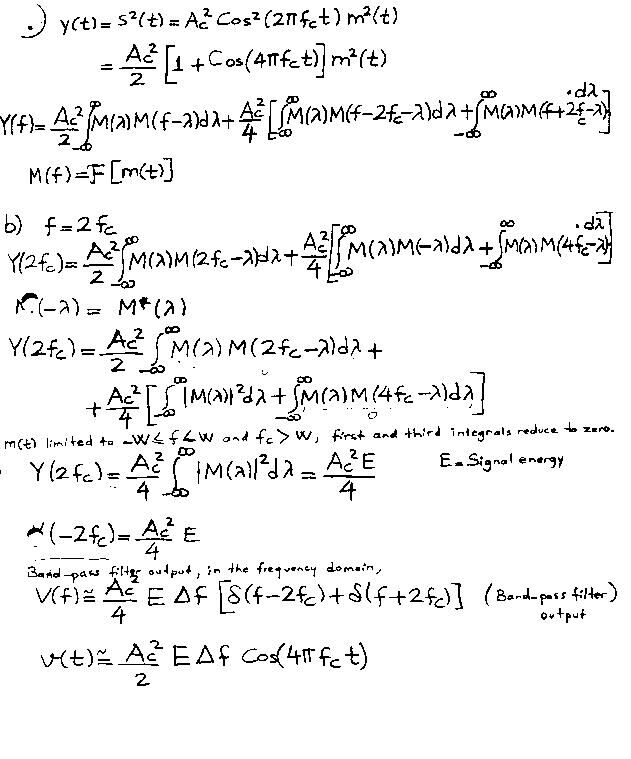 .) y(t) = s²(t) = Ac² Cos²(2πfct) m²(t)
= Ac²/2 [1 + Cos(4πfct)] m²(t)
Y(f) = Ac²/2 ∫_{-∞}^{∞} M(λ) M(f-λ)dλ + Ac²/4 [∫_{-∞}^{∞} M(λ)M(f-2fc-λ)dλ + ∫_{-∞}^{∞} M(λ)M(f+2fc-λ)·dλ]
M(f) = F[m(t)]
b) f = 2fc
Y(2fc) = Ac²/2 ∫_{-∞}^{∞} M(λ)M(2fc-λ)dλ + Ac²/4 [∫_{-∞}^{∞} M(λ)M(-λ)dλ + ∫_{-∞}^{∞} M(λ)M(4fc-λ)·dλ]
M(-λ) = M*(λ)
Y(2fc) = Ac²/2 ∫_{-∞}^{∞} M(λ) M(2fc-λ)dλ +
+ Ac²/4 [∫_{-∞}^{∞} |M(λ)|²dλ + ∫_{-∞}^{∞} M(λ)M(4fc-λ)dλ]
m(t) limited to -W≤f≤W and fc>W, first and third integrals reduce to zero.
Y(2fc) = Ac²/4 ∫_{-∞}^{∞} |M(λ)|²dλ = Ac²E/4 E=Signal energy
(-2fc) = Ac²/4 E
Band-pass filter output, in the frequency domain,
V(f) ≅ Ac²/4 E Δf [δ(f-2fc) + δ(f+2fc)] (Band-pass filter)
output
v(t) ≅ Ac²/2 E Δf Cos(4πfct)